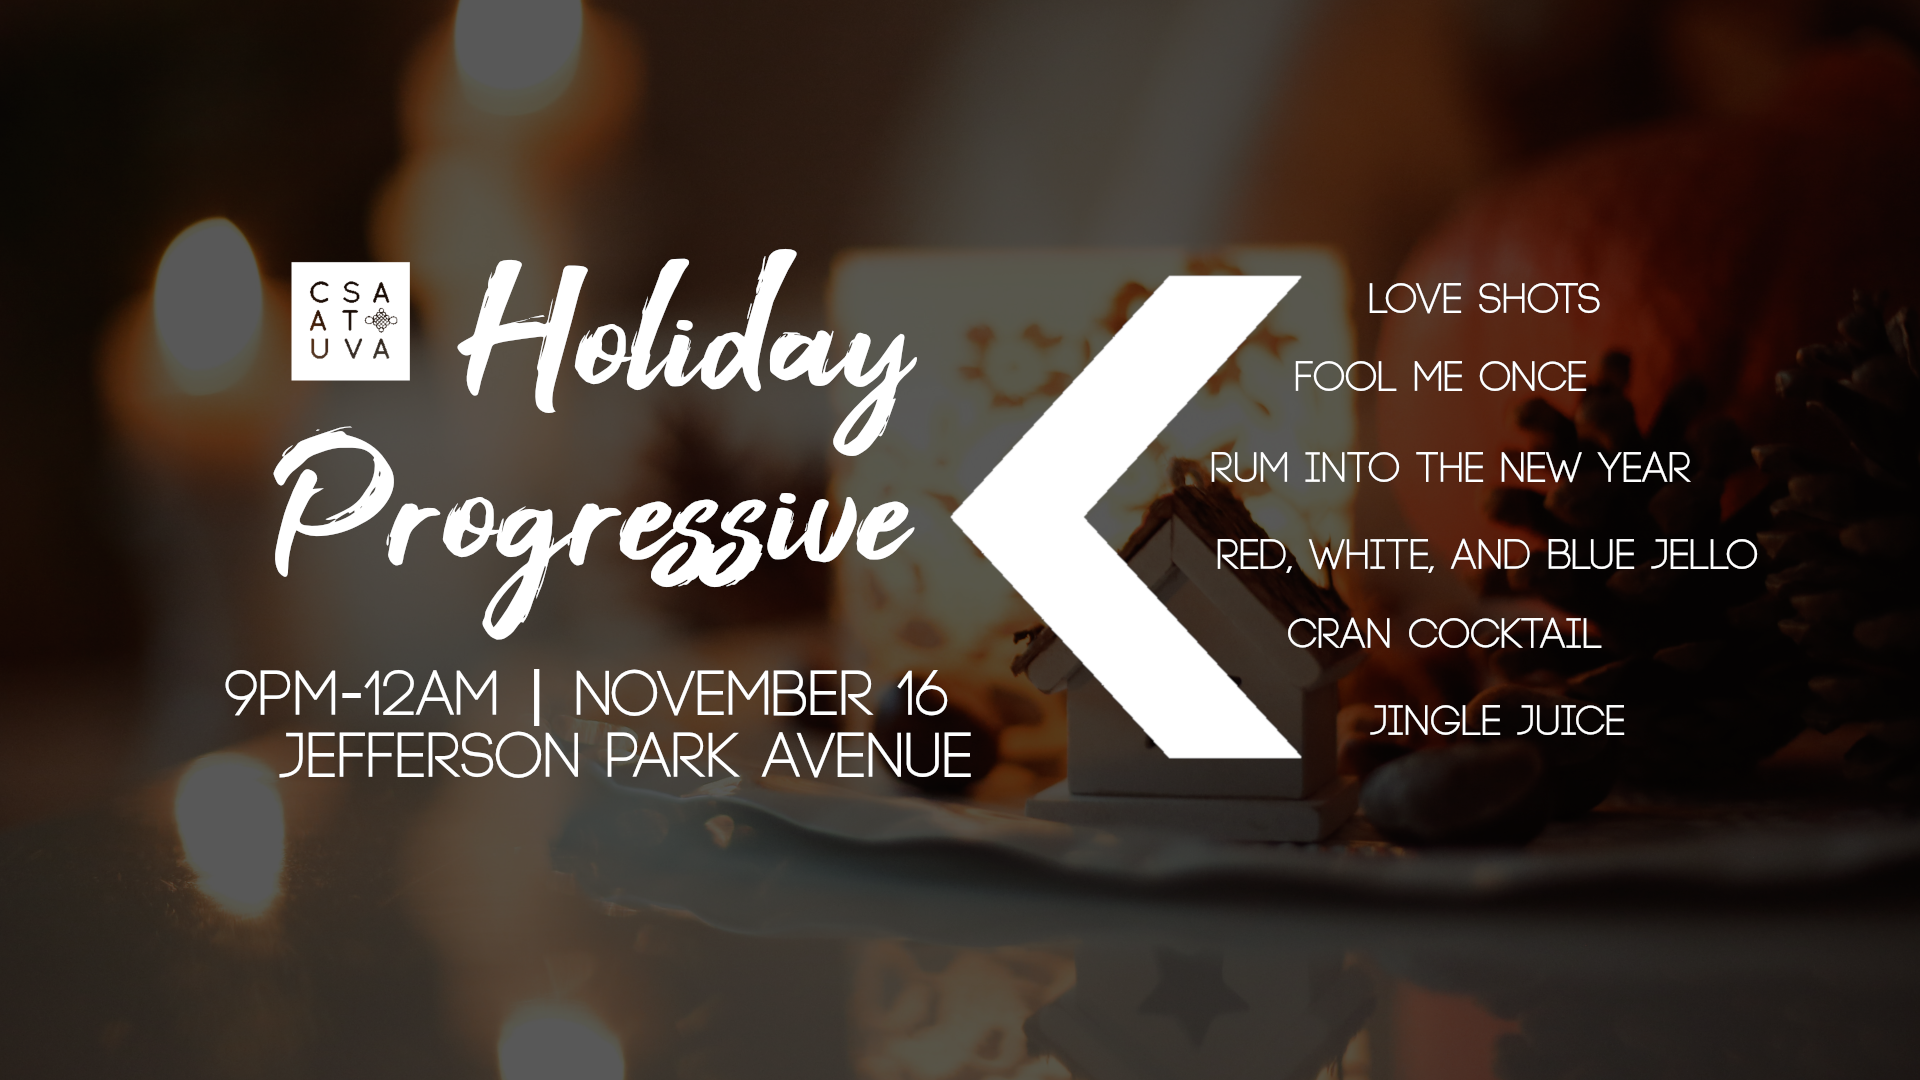 CSA
AT
UVA
Holiday
Progressive
9PM-12AM | NOVEMBER 16
JEFFERSON PARK AVENUE
LOVE SHOTS
FOOL ME ONCE
RUM INTO THE NEW YEAR
RED, WHITE, AND BLUE JELLO
CRAN COCKTAIL
JINGLE JUICE